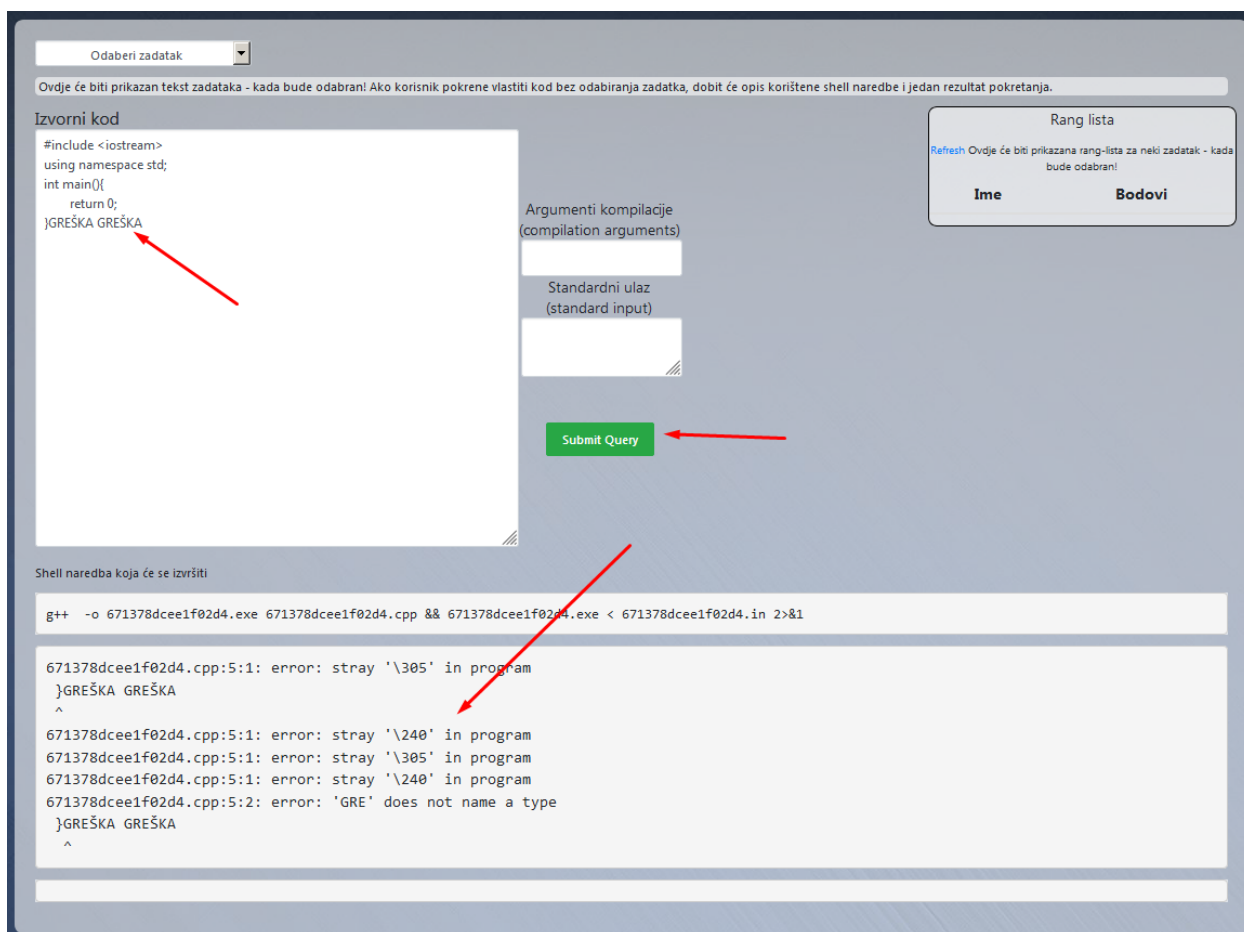 Odaberi zadatak
Ovdje će biti prikazan tekst zadataka - kada bude odabran! Ako korisnik pokrene vlastiti kod bez odabiranja zadatka, dobit će opis korištene shell naredbe i jedan rezultat pokretanja.
Izvorni kod
#include <iostream>
using namespace std;
int main(){
return 0;
}GREŠKA GREŠKA
Argumenti kompilacije
(compilation arguments)
Standardni ulaz
(standard input)
Submit Query
Rang lista
Refresh Ovdje će biti prikazana rang-lista za neki zadatak - kada
bude odabran!
Ime Bodovi
Shell naredba koja će se izvršiti
g++ -o 671378dcee1f02d4.exe 671378dcee1f02d4.cpp && 671378dcee1f02d4.exe < 671378dcee1f02d4.in 2>&1
671378dcee1f02d4.cpp:5:1: error: stray '\305' in program
}GREŠKA GREŠKA
^
671378dcee1f02d4.cpp:5:1: error: stray '\240' in program
671378dcee1f02d4.cpp:5:1: error: stray '\305' in program
671378dcee1f02d4.cpp:5:1: error: stray '\240' in program
671378dcee1f02d4.cpp:5:2: error: 'GRE' does not name a type
}GREŠKA GREŠKA
^